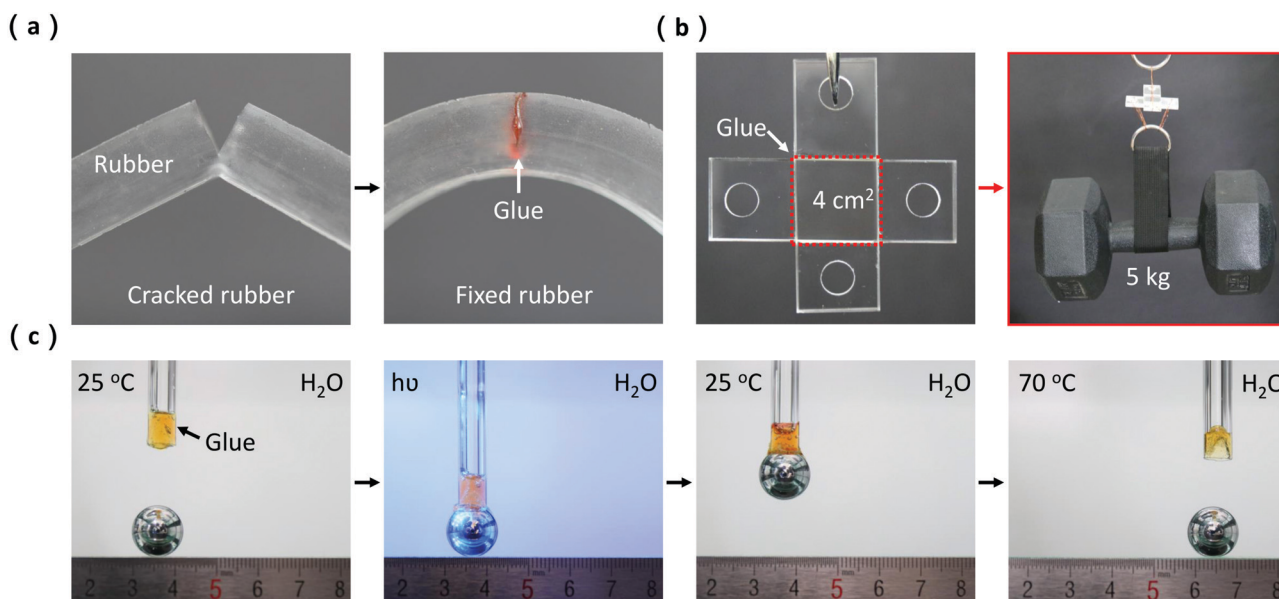 ( a )
( b )
Rubber
Cracked rubber
Glue
Fixed rubber
Glue
4 cm²
5 kg
( c )
25 °C
H₂O
Glue
hυ
H₂O
25 °C
H₂O
70 °C
H₂O
2 3 4 5 6 7 8
2 3 4 5 6 7 8
2 3 4 5 6 7 8
2 3 4 5 6 7 8